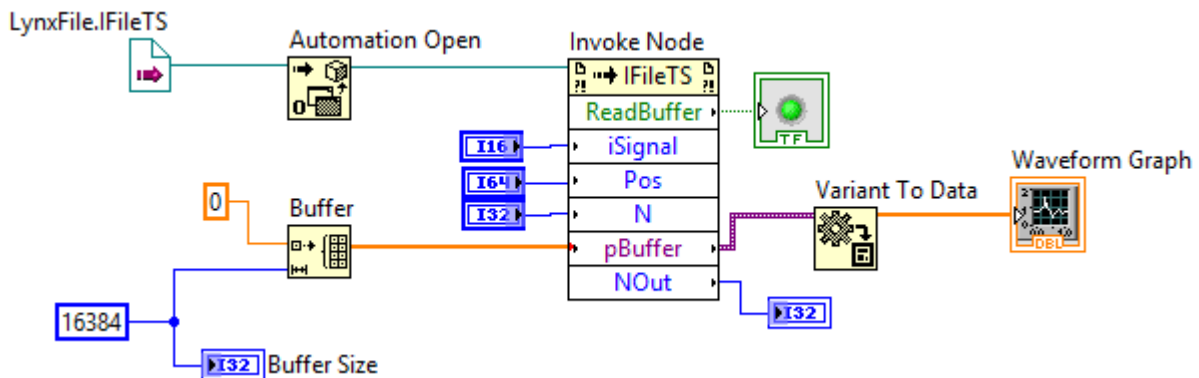 LynxFile.IFileTS
Automation Open
Invoke Node
IFileTS
ReadBuffer
TF
iSignal
I16
Pos
I64
N
I32
Waveform Graph
DBL
Variant To Data
0
Buffer
pBuffer
NOut
I32
16384
I32 Buffer Size